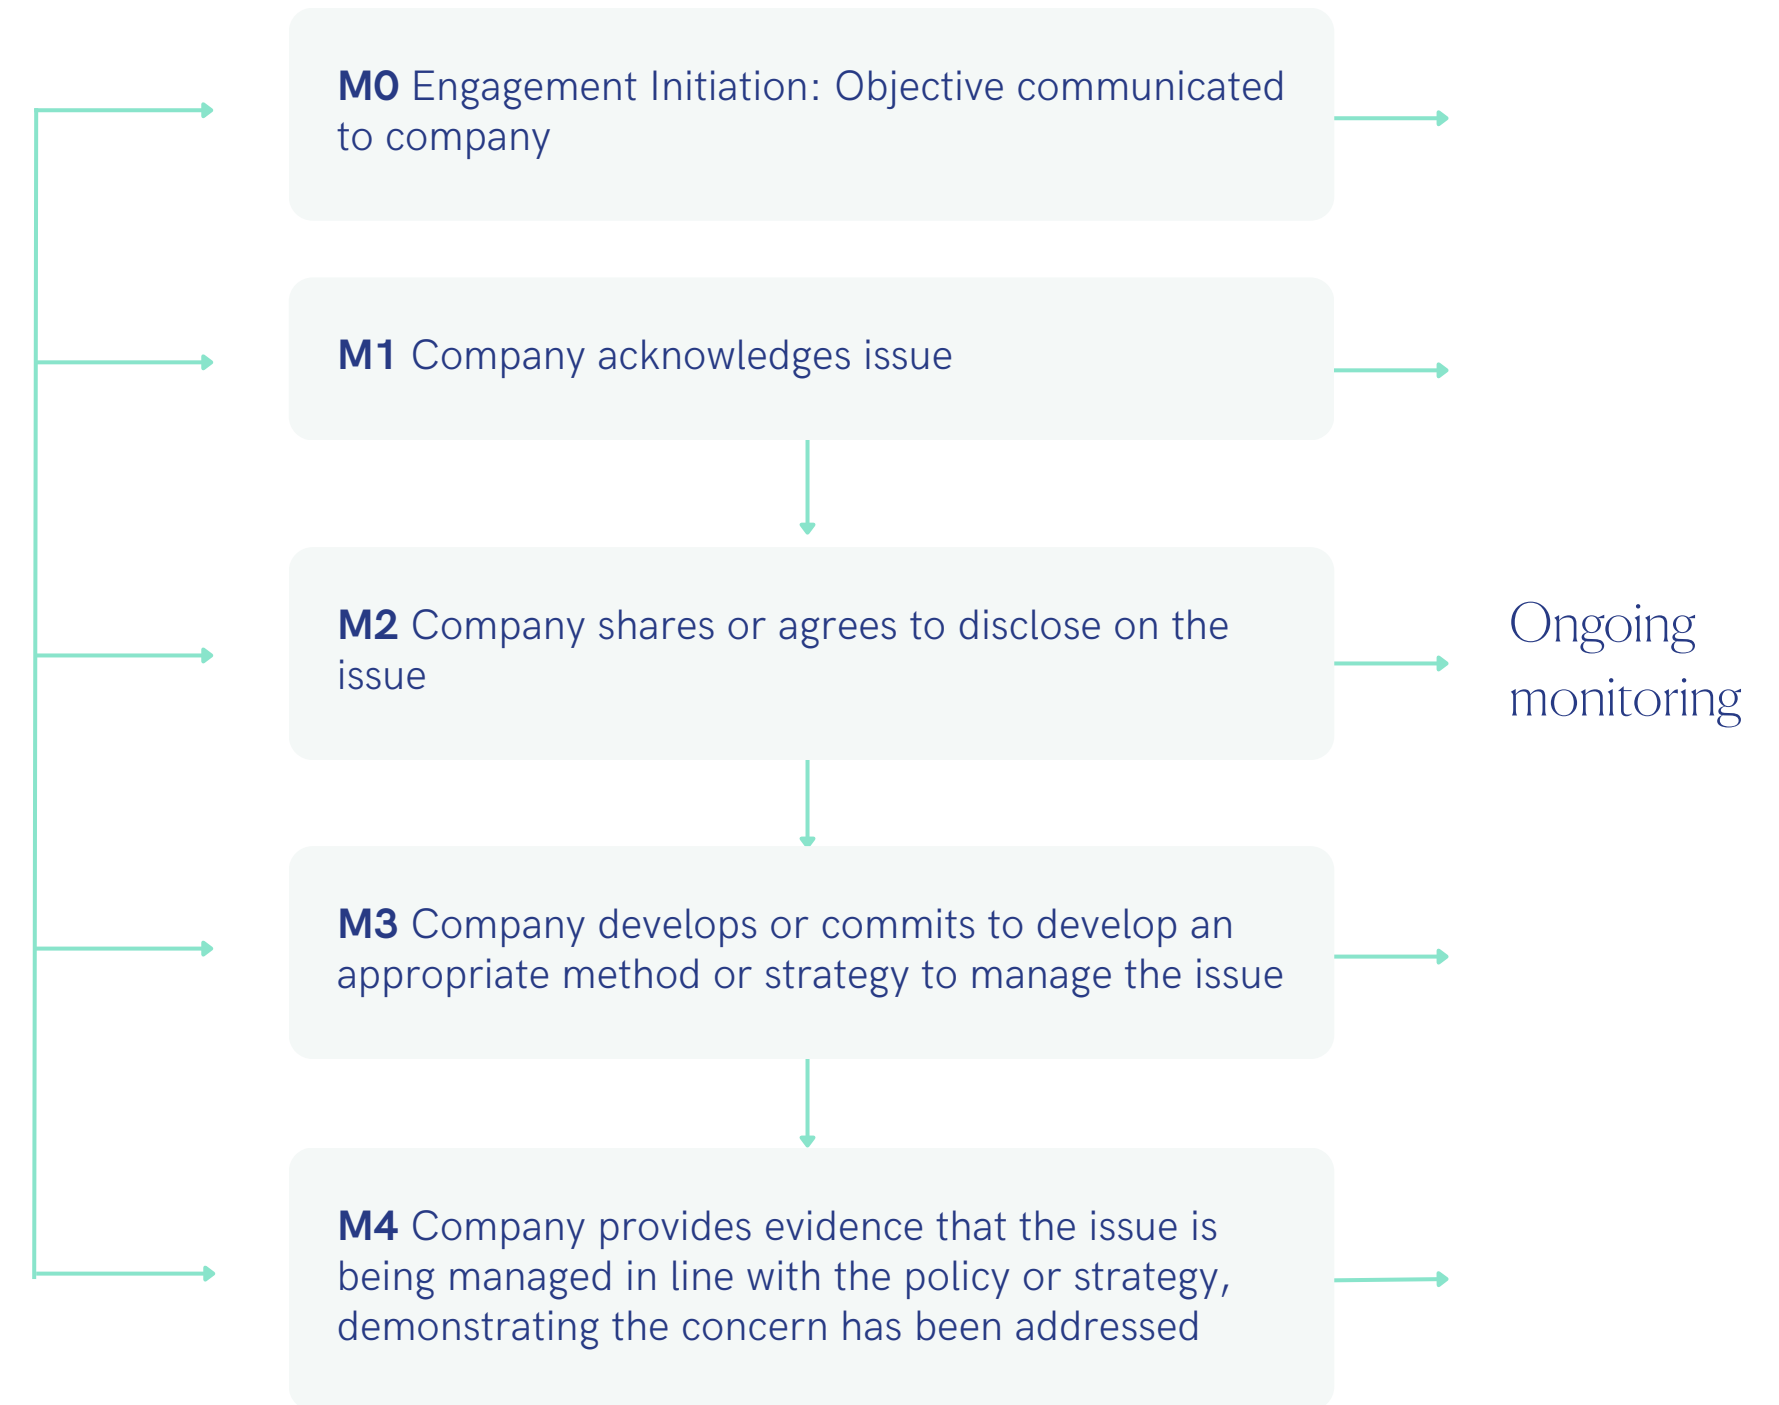 M0 Engagement Initiation: Objective communicated
to company
M1 Company acknowledges issue
M2 Company shares or agrees to disclose on the
issue
Ongoing
monitoring
M3 Company develops or commits to develop an
appropriate method or strategy to manage the issue
M4 Company provides evidence that the issue is
being managed in line with the policy or strategy,
demonstrating the concern has been addressed